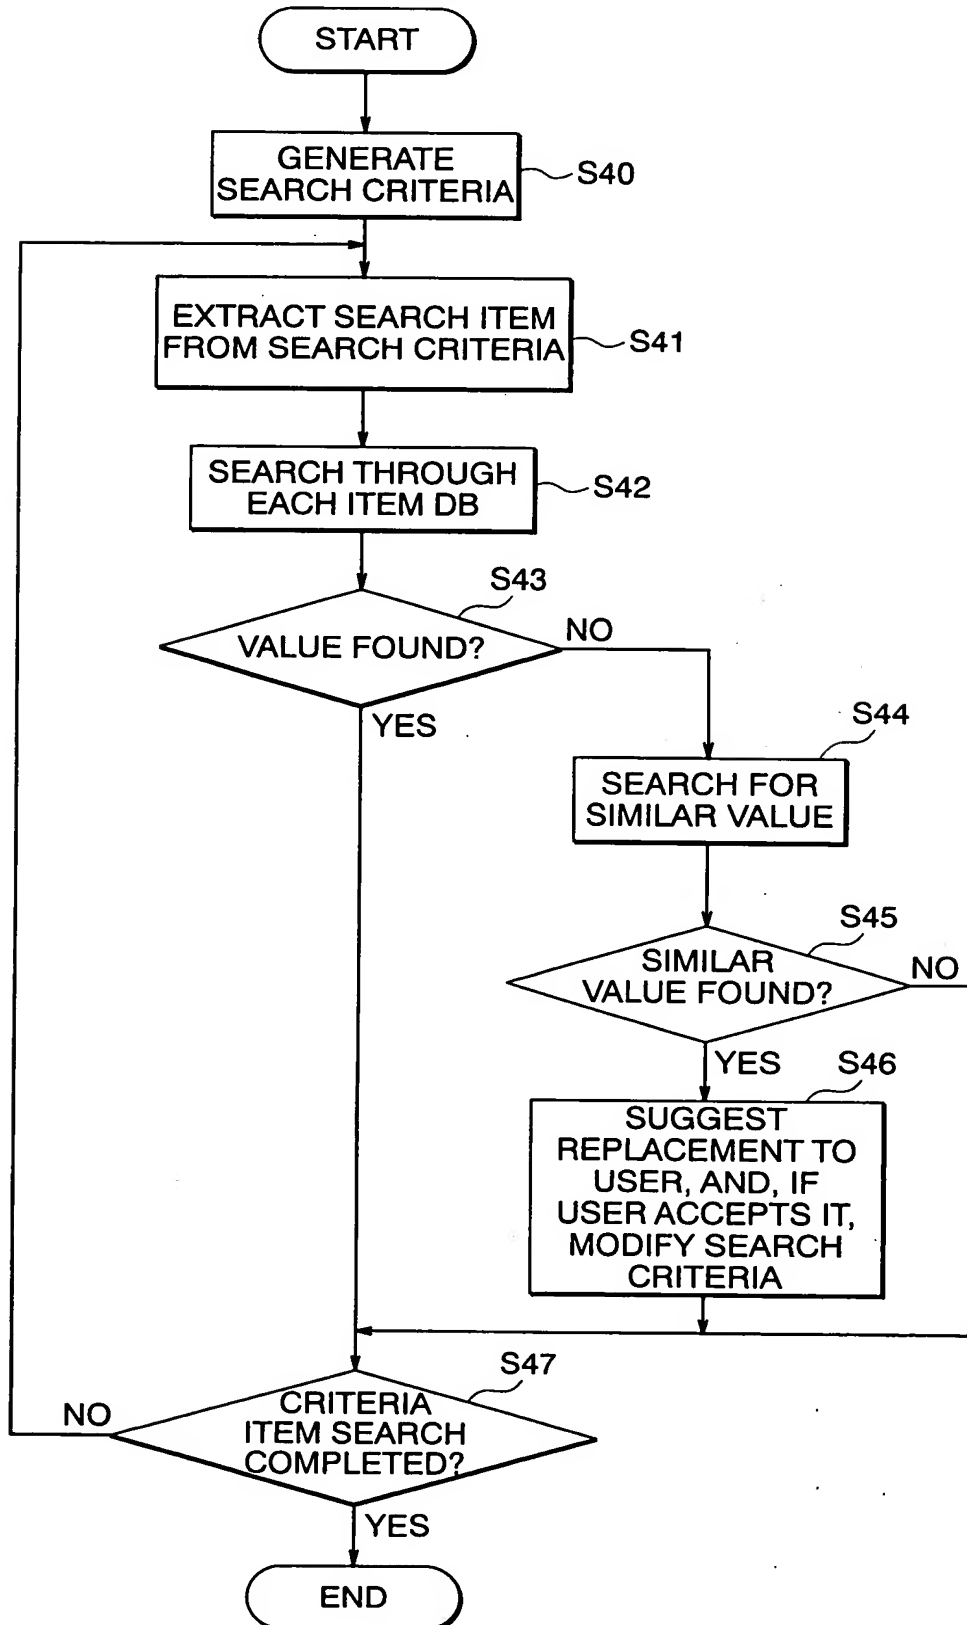 START
GENERATE
SEARCH CRITERIA
S40
EXTRACT SEARCH ITEM
FROM SEARCH CRITERIA
S41
SEARCH THROUGH
EACH ITEM DB
S42
S43
VALUE FOUND?
NO
YES
S44
SEARCH FOR
SIMILAR VALUE
S45
SIMILAR
VALUE FOUND?
NO
YES
S46
SUGGEST
REPLACEMENT TO
USER, AND, IF
USER ACCEPTS IT,
MODIFY SEARCH
CRITERIA
S47
CRITERIA
ITEM SEARCH
COMPLETED?
NO
YES
END